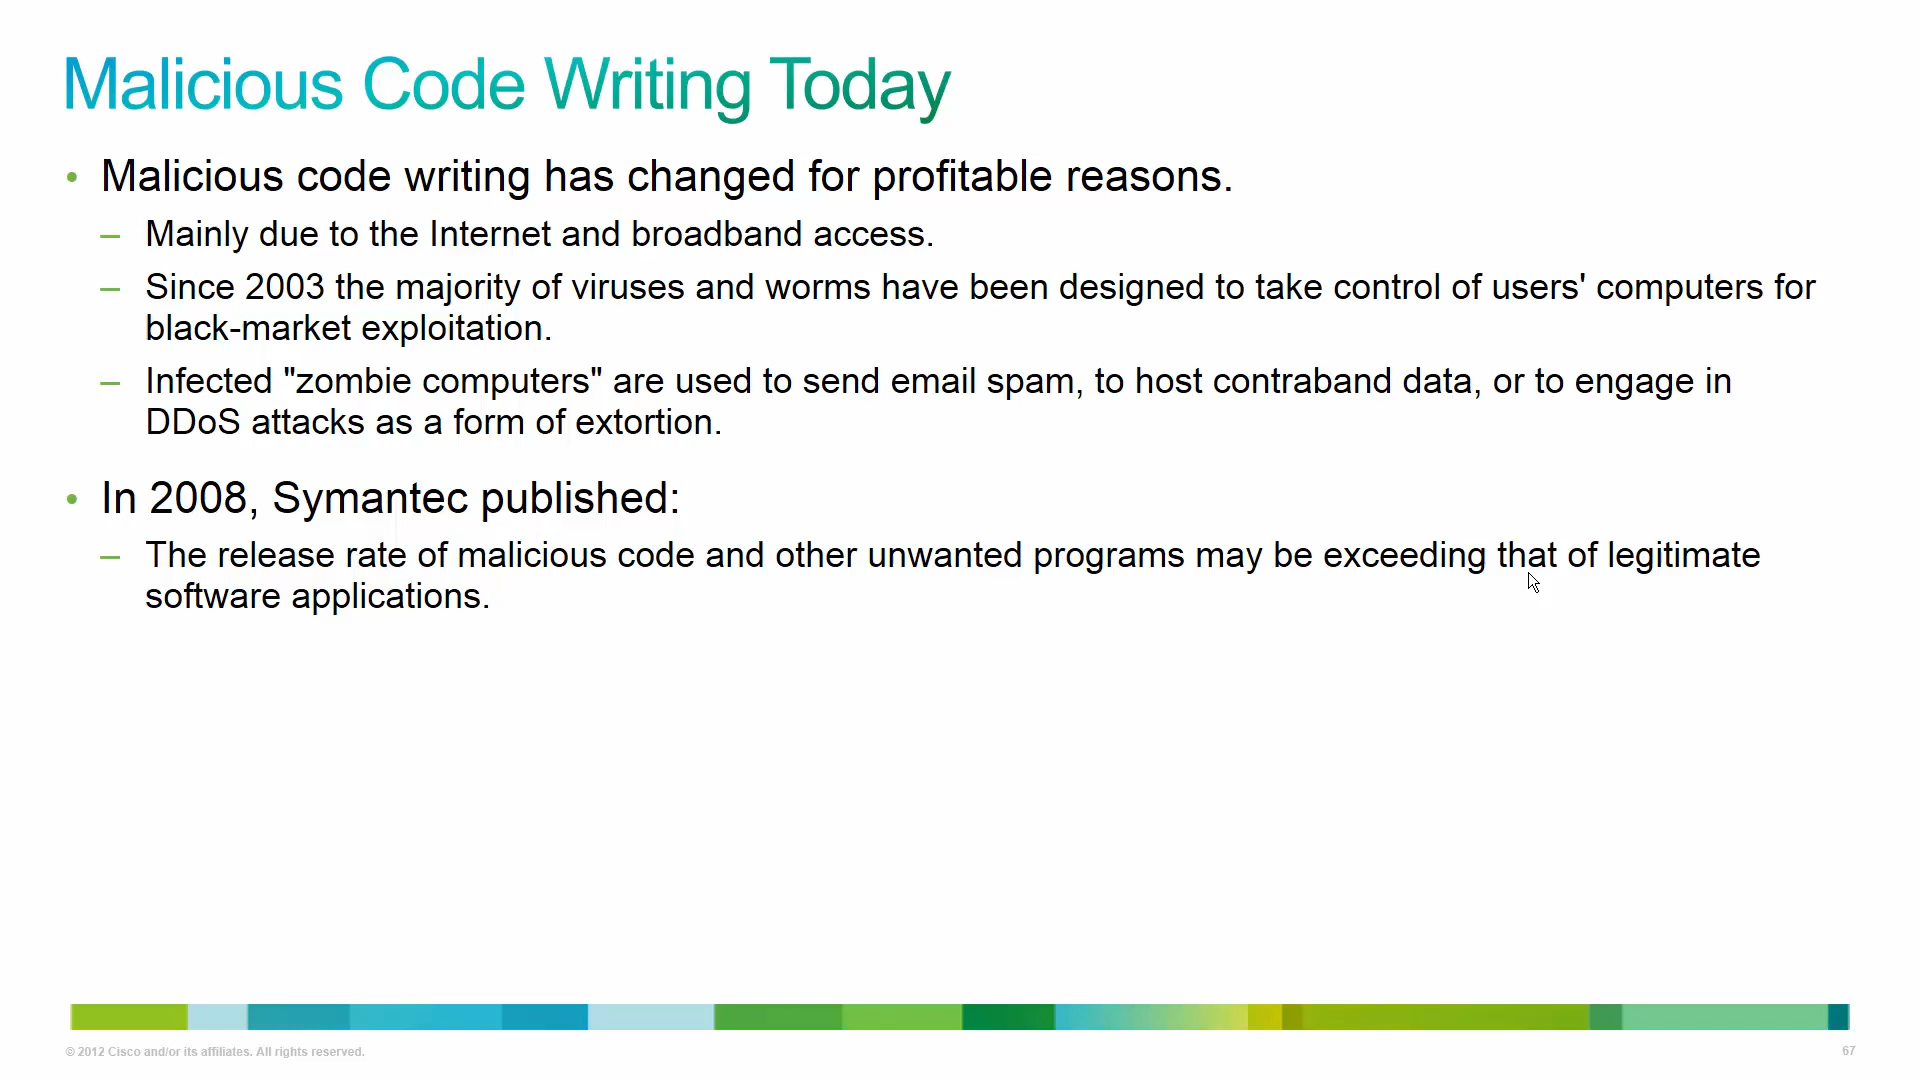 Malicious Code Writing Today
• Malicious code writing has changed for profitable reasons.
– Mainly due to the Internet and broadband access.
– Since 2003 the majority of viruses and worms have been designed to take control of users' computers for
black-market exploitation.
– Infected "zombie computers" are used to send email spam, to host contraband data, or to engage in
DDoS attacks as a form of extortion.
• In 2008, Symantec published:
– The release rate of malicious code and other unwanted programs may be exceeding that of legitimate
software applications.
© 2012 Cisco and/or its affiliates. All rights reserved.
67